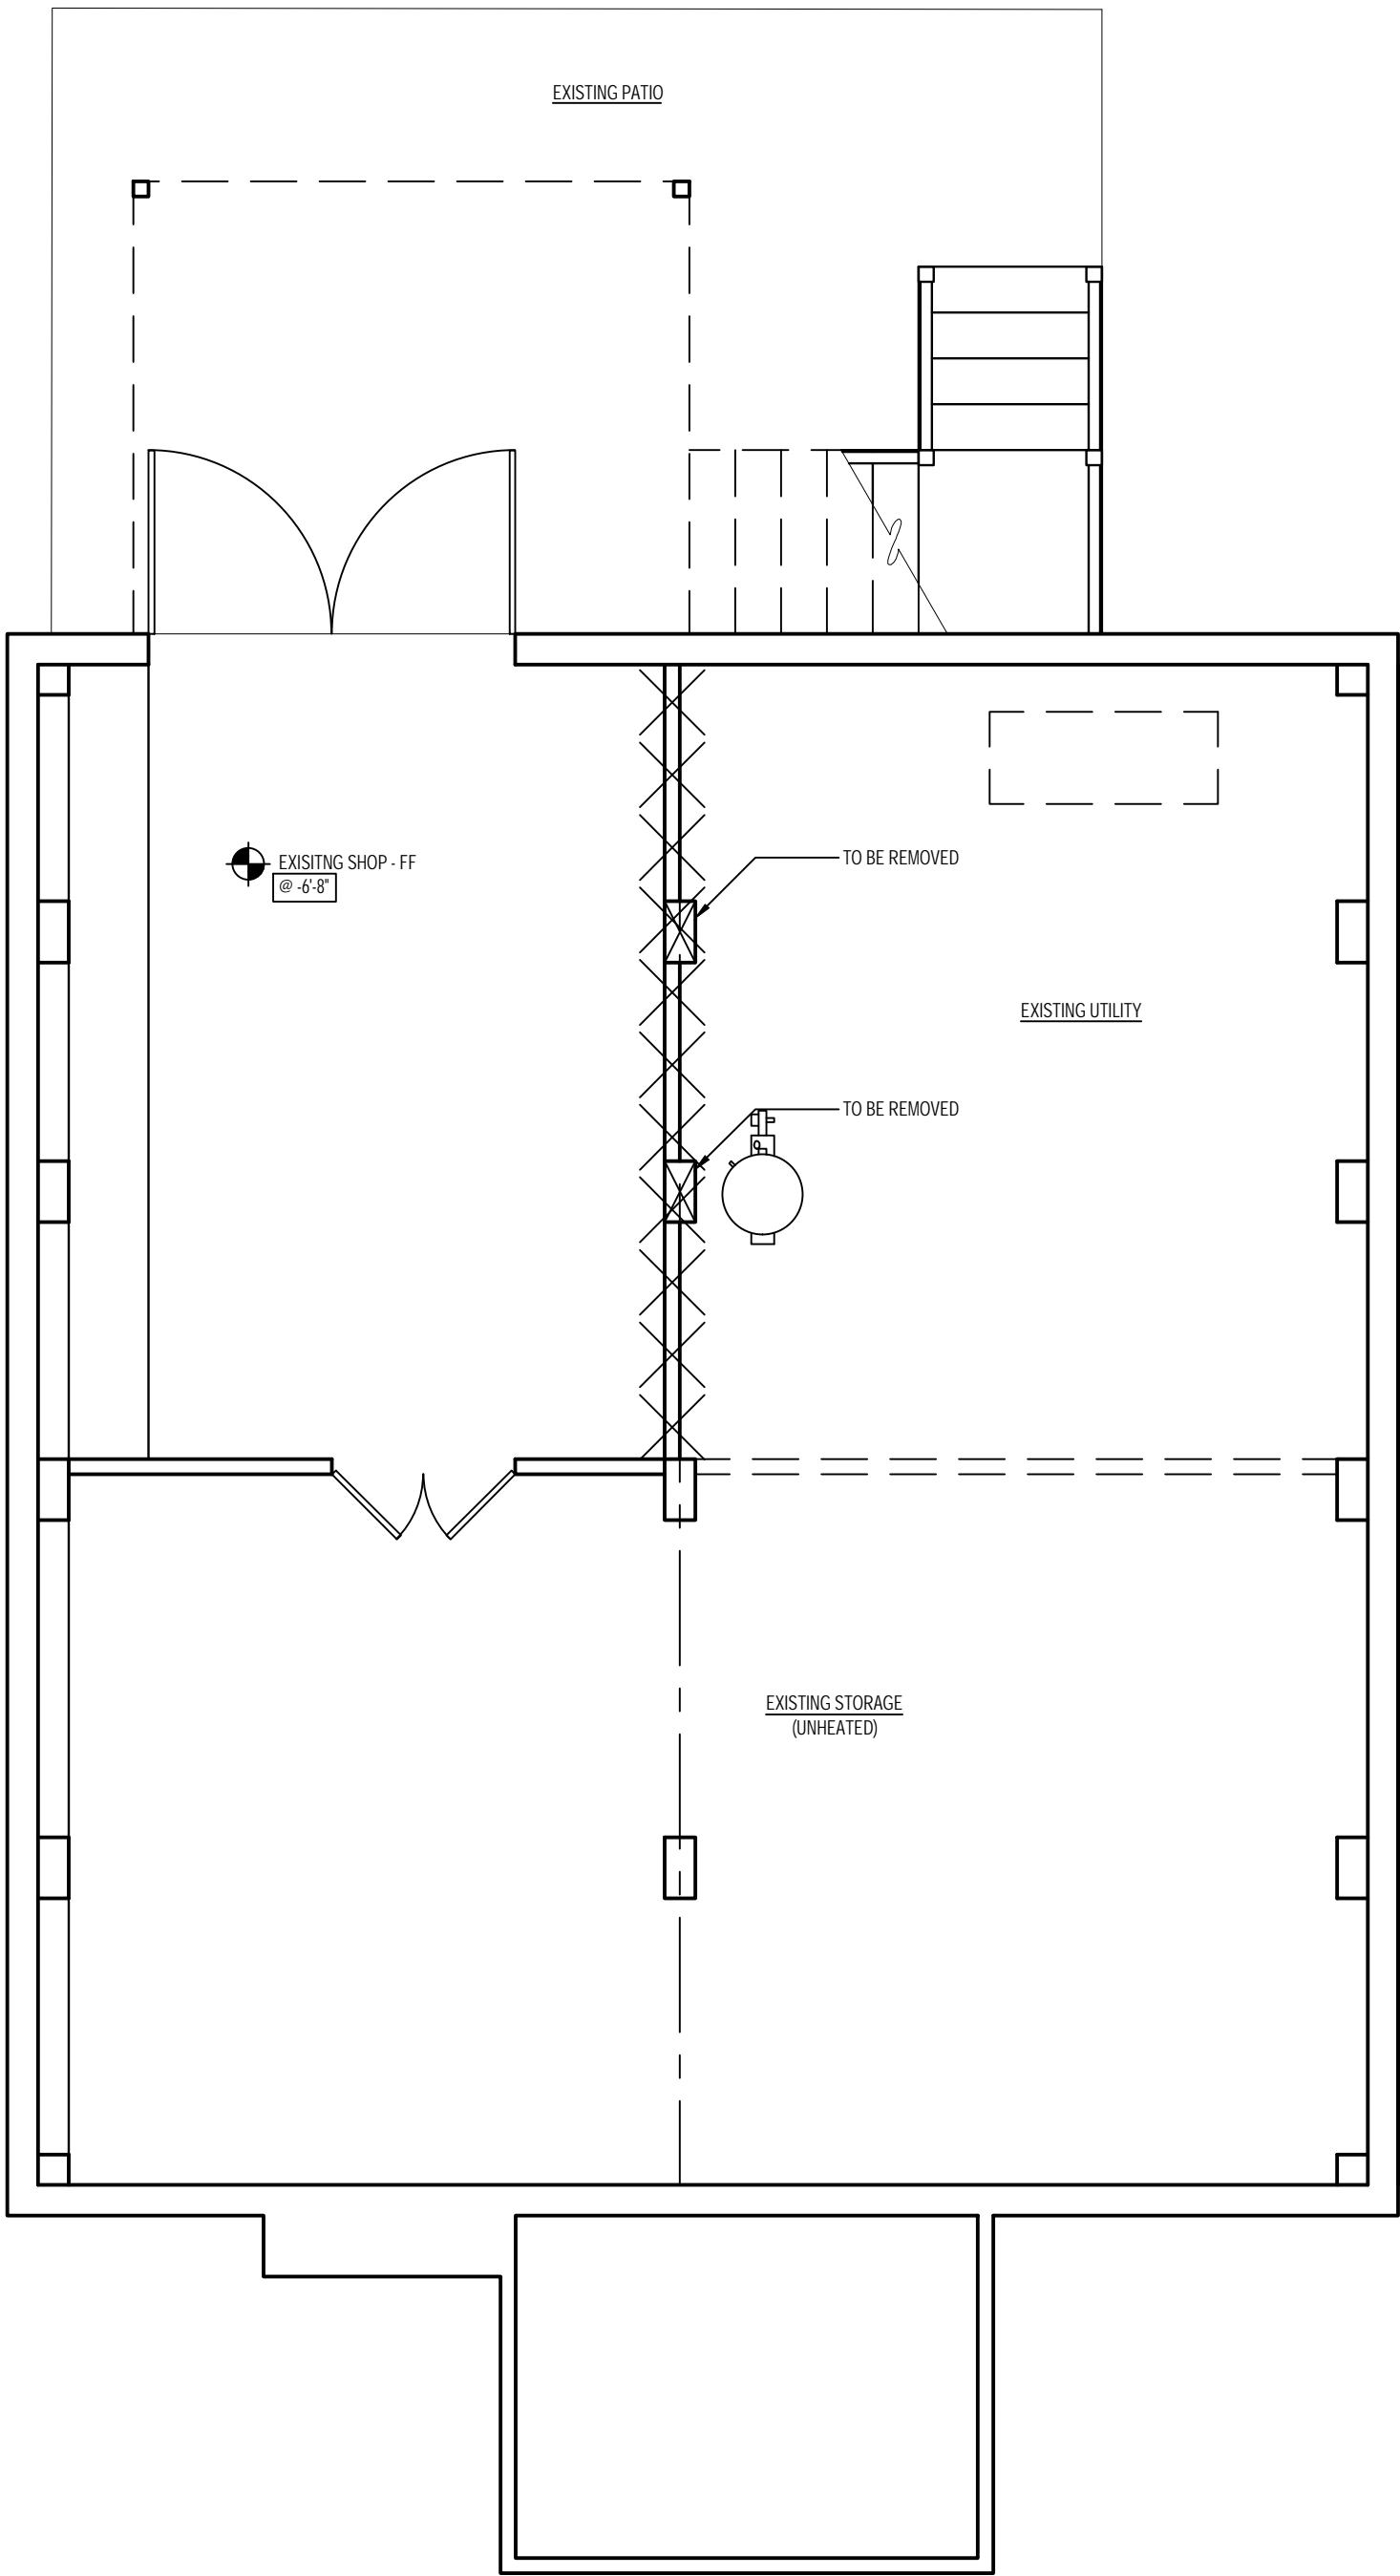 EXISTING PATIO
EXISITNG SHOP - FF
@ -6'-8"
TO BE REMOVED
EXISTING UTILITY
TO BE REMOVED
EXISTING STORAGE
(UNHEATED)